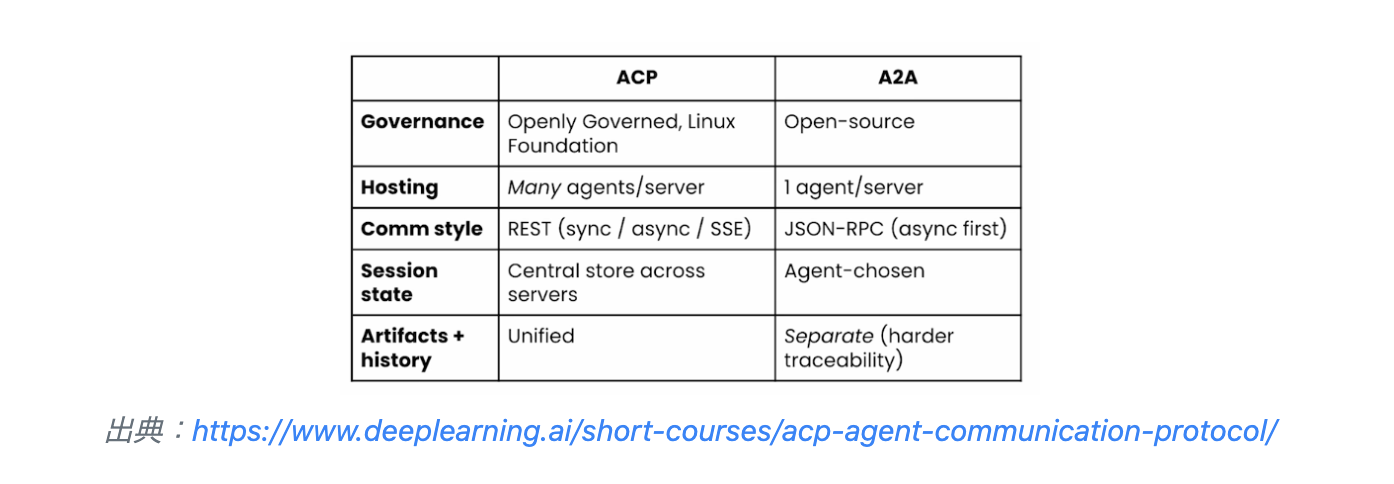 ACP
A2A
Governance
Openly Governed, Linux
Foundation
Open-source
Hosting
Many agents/server
1 agent/server
Comm style
REST (sync / async / SSE)
JSON-RPC (async first)
Session
state
Central store across
servers
Agent-chosen
Artifacts +
history
Unified
Separate (harder
traceability)
出典：https://www.deeplearning.ai/short-courses/acp-agent-communication-protocol/